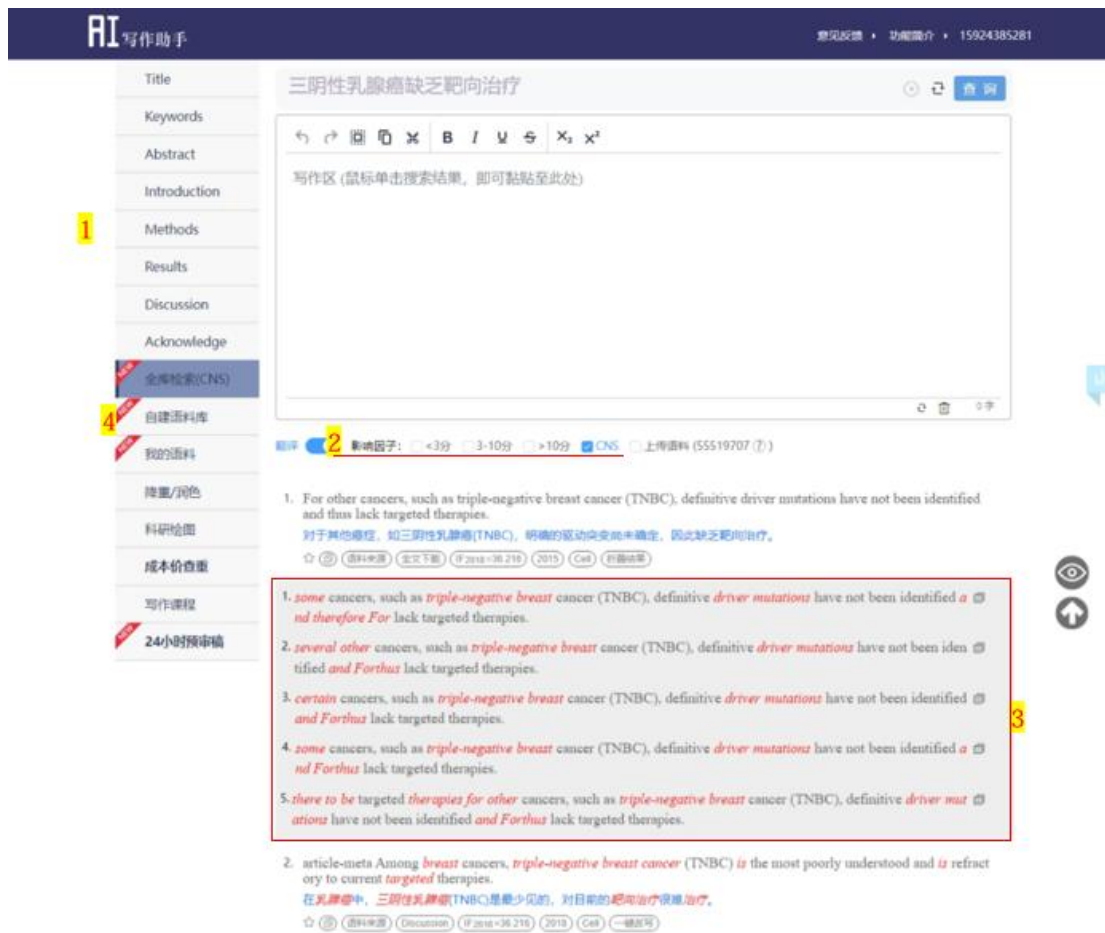 AI写作助手
意见反馈 · 功能简介 · 15924385281
Title
Keywords
Abstract
Introduction
Methods
Results
Discussion
Acknowledge
全库检索(CNS)
自建语料库
我的语料
降重/润色
科研绘图
成本价查重
写作课程
24小时预审稿
NEW
NEW
NEW
NEW
1
4
三阴性乳腺癌缺乏靶向治疗
查询
B I U S X₂ X²
写作区 (鼠标单击搜索结果，即可黏贴至此处)
0字
翻译 2 影响因子： <3分 3-10分 >10分 CNS 上传语料 (55519707 ?)
1. For other cancers, such as triple-negative breast cancer (TNBC), definitive driver mutations have not been identified
and thus lack targeted therapies.
对于其他癌症，如三阴性乳腺癌(TNBC)，明确的驱动突变尚未确定，因此缺乏靶向治疗。
语料来源 全文下载 IF2018=36.216 2015 Cell 折叠结果
1. some cancers, such as triple-negative breast cancer (TNBC), definitive driver mutations have not been identified a
nd therefore For lack targeted therapies.
2. several other cancers, such as triple-negative breast cancer (TNBC), definitive driver mutations have not been iden
tified and Forthus lack targeted therapies.
3. certain cancers, such as triple-negative breast cancer (TNBC), definitive driver mutations have not been identified
and Forthus lack targeted therapies.
4. some cancers, such as triple-negative breast cancer (TNBC), definitive driver mutations have not been identified a
nd Forthus lack targeted therapies.
5. there to be targeted therapies for other cancers, such as triple-negative breast cancer (TNBC), definitive driver mut
ations have not been identified and Forthus lack targeted therapies.
3
2. article-meta Among breast cancers, triple-negative breast cancer (TNBC) is the most poorly understood and is refract
ory to current targeted therapies.
在乳腺癌中，三阴性乳腺癌(TNBC)是最少见的，对目前的靶向治疗很难治疗。
语料来源 Discussion IF2018=36.216 2018 Cell 一键改写